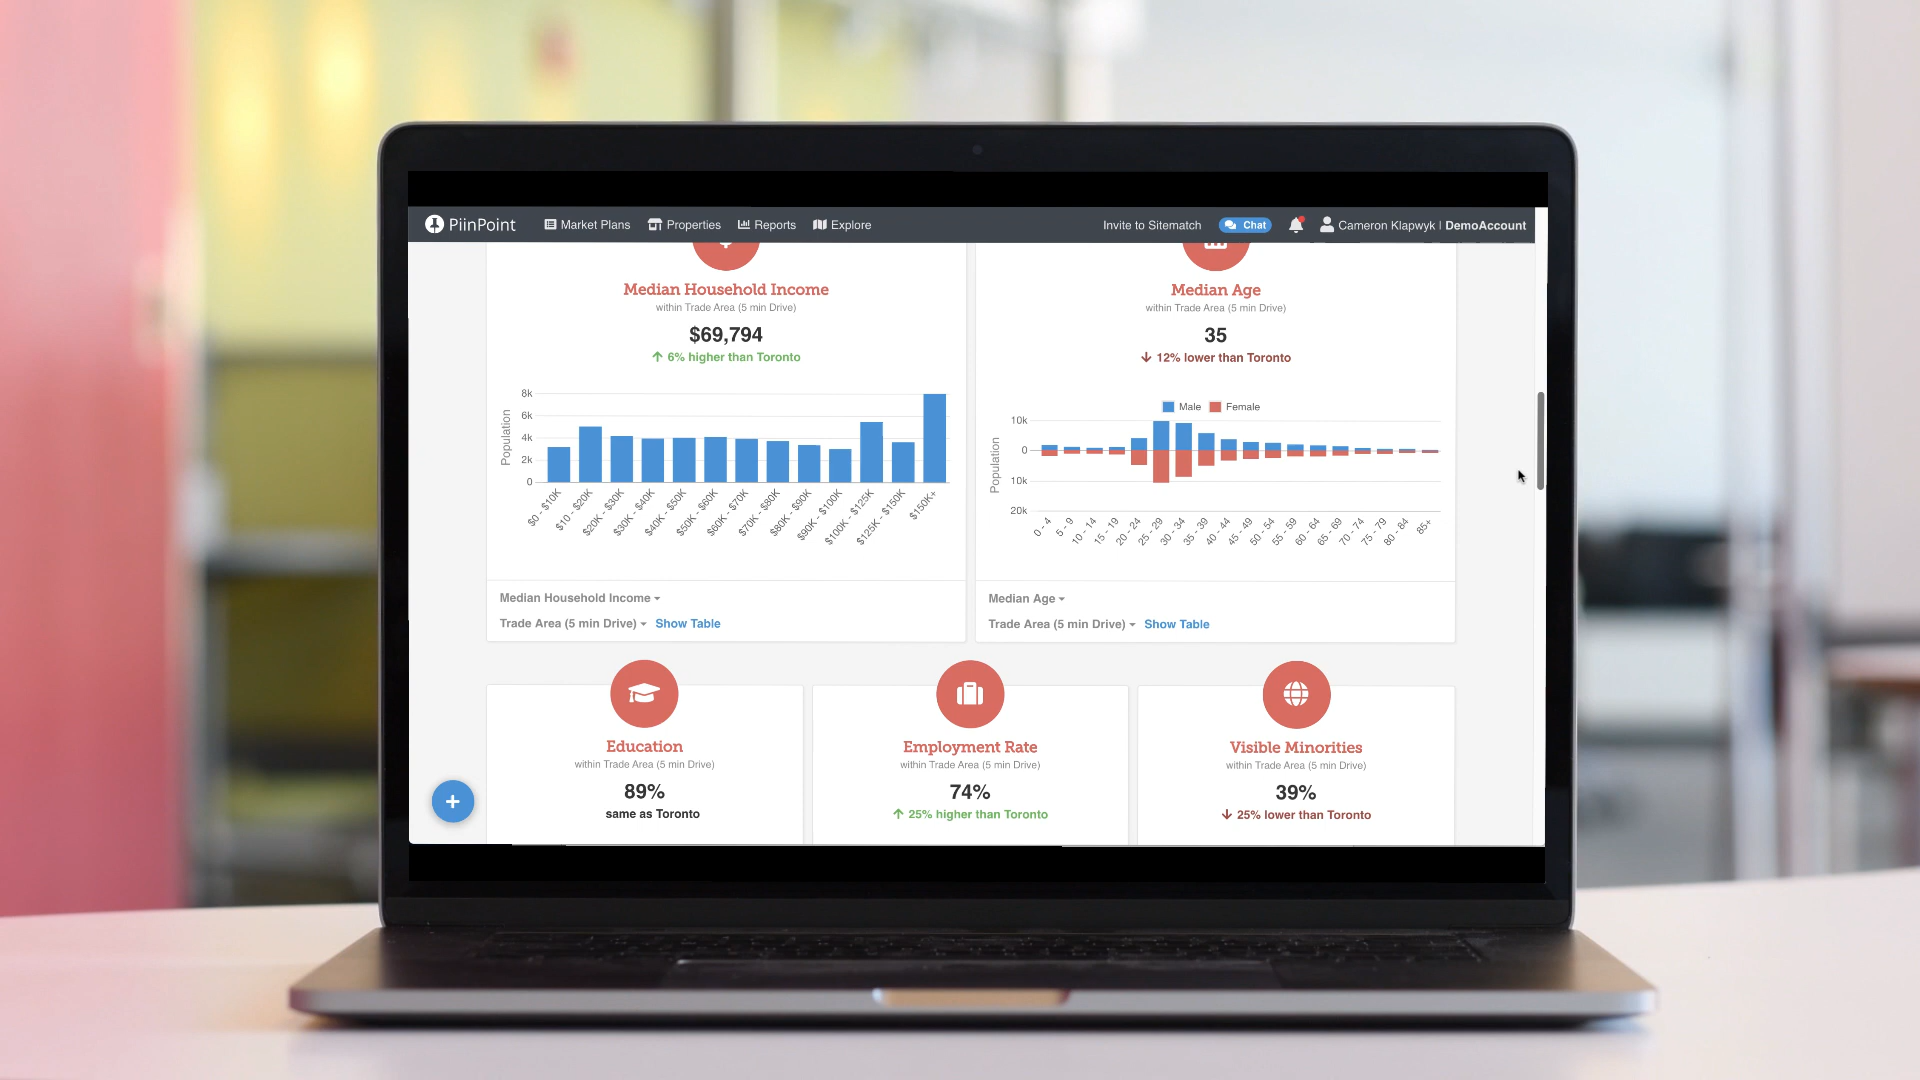 PiinPoint Market Plans Properties Reports Explore Invite to Sitematch Chat Cameron Klapwyk | DemoAccount
Median Household Income
within Trade Area (5 min Drive)
$69,794
6% higher than Toronto
8k
6k
4k
2k
0
Population
$0 - $10K
$10 - $20K
$20K - $30K
$30K - $40K
$40K - $50K
$50K - $60K
$60K - $70K
$70K - $80K
$80K - $90K
$90K - $100K
$100K - $125K
$125K - $150K
$150K+
Median Household Income
Trade Area (5 min Drive) Show Table
Median Age
within Trade Area (5 min Drive)
35
12% lower than Toronto
Male Female
10k
0
10k
20k
Population
0 - 4
5 - 9
10 - 14
15 - 19
20 - 24
25 - 29
30 - 34
35 - 39
40 - 44
45 - 49
50 - 54
55 - 59
60 - 64
65 - 69
70 - 74
75 - 79
80 - 84
85+
Median Age
Trade Area (5 min Drive) Show Table
Education
within Trade Area (5 min Drive)
89%
same as Toronto
Employment Rate
within Trade Area (5 min Drive)
74%
25% higher than Toronto
Visible Minorities
within Trade Area (5 min Drive)
39%
25% lower than Toronto